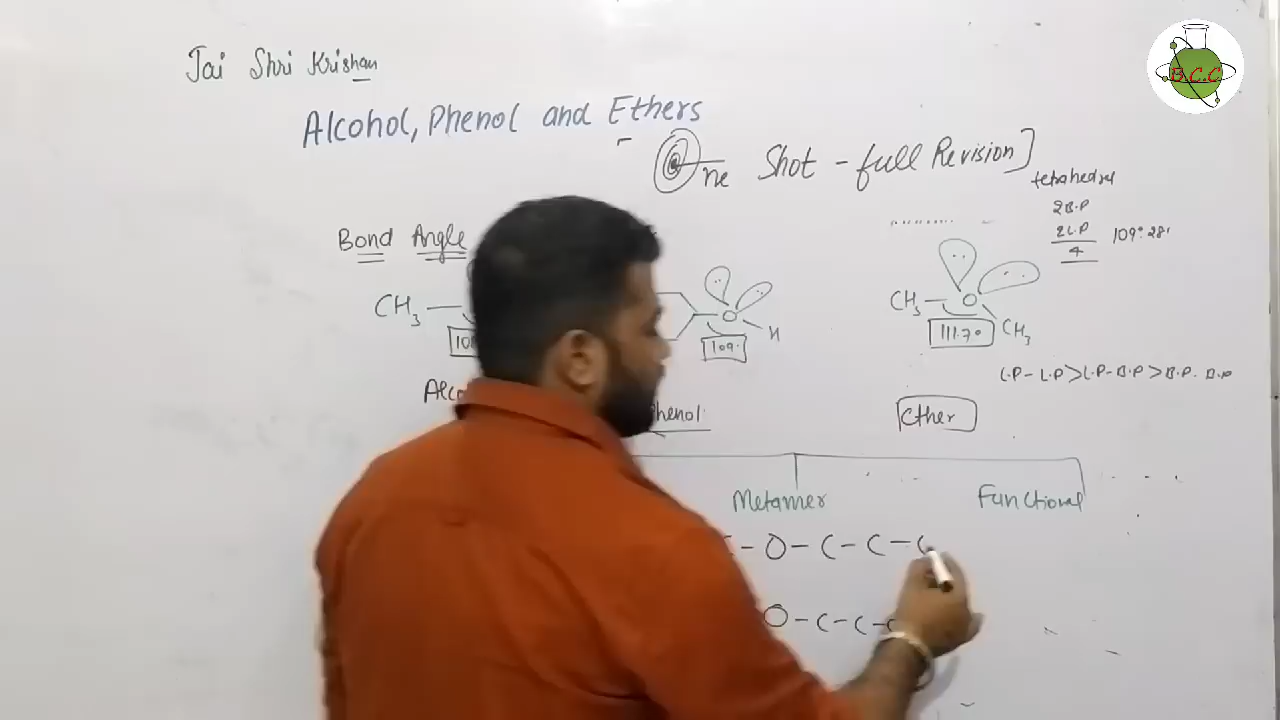 Jai Shri Krishan
B.C.C
Alcohol, Phenol and Ethers
One Shot - full Revision]
tetrahedral
2B.P
2L.P
4
109° 28'
Bond Angle
CH3 —
O
H
109°
CH3 — O
CH3
111.7°
L.P - L.P > L.P - B.P > B.P - B.P
Phenol
Ether
Metamer
Functional
- O - C - C - C
O - C - C - C